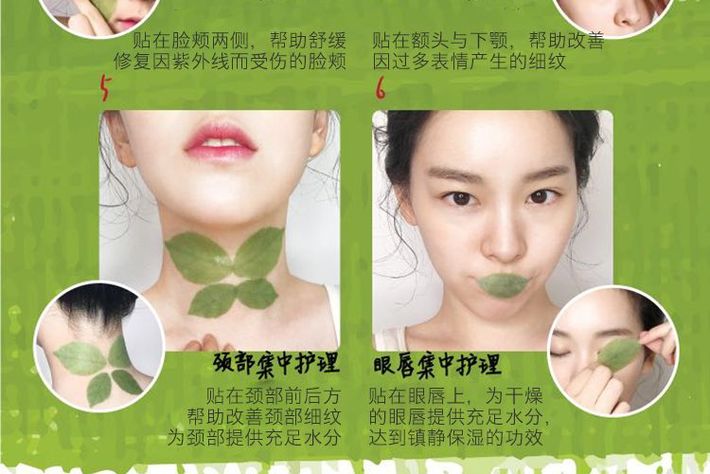 贴在脸颊两侧，帮助舒缓
修复因紫外线而受伤的脸颊
贴在额头与下颚，帮助改善
因过多表情产生的细纹
5
颈部集中护理
贴在颈部前后方
帮助改善颈部细纹
为颈部提供充足水分
6
眼唇集中护理
贴在眼唇上，为干燥
的眼唇提供充足水分，
达到镇静保湿的功效